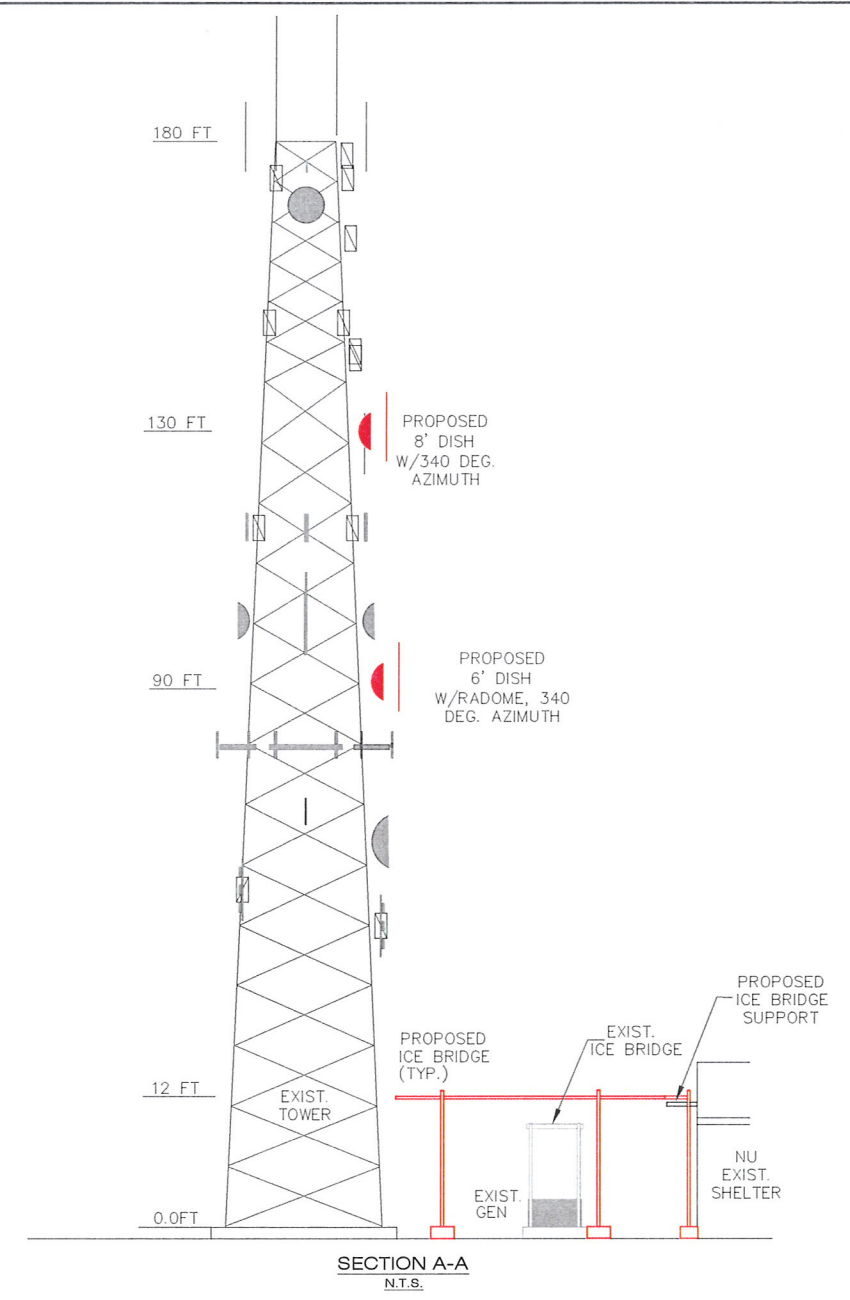 180 FT
130 FT
PROPOSED
8' DISH
W/340 DEG.
AZIMUTH
90 FT
PROPOSED
6' DISH
W/RADOME, 340
DEG. AZIMUTH
PROPOSED
ICE BRIDGE
SUPPORT
EXIST.
ICE BRIDGE
PROPOSED
ICE BRIDGE
(TYP.)
12 FT
EXIST.
TOWER
NU
EXIST.
SHELTER
EXIST.
GEN
0.0FT
SECTION A-A
N.T.S.